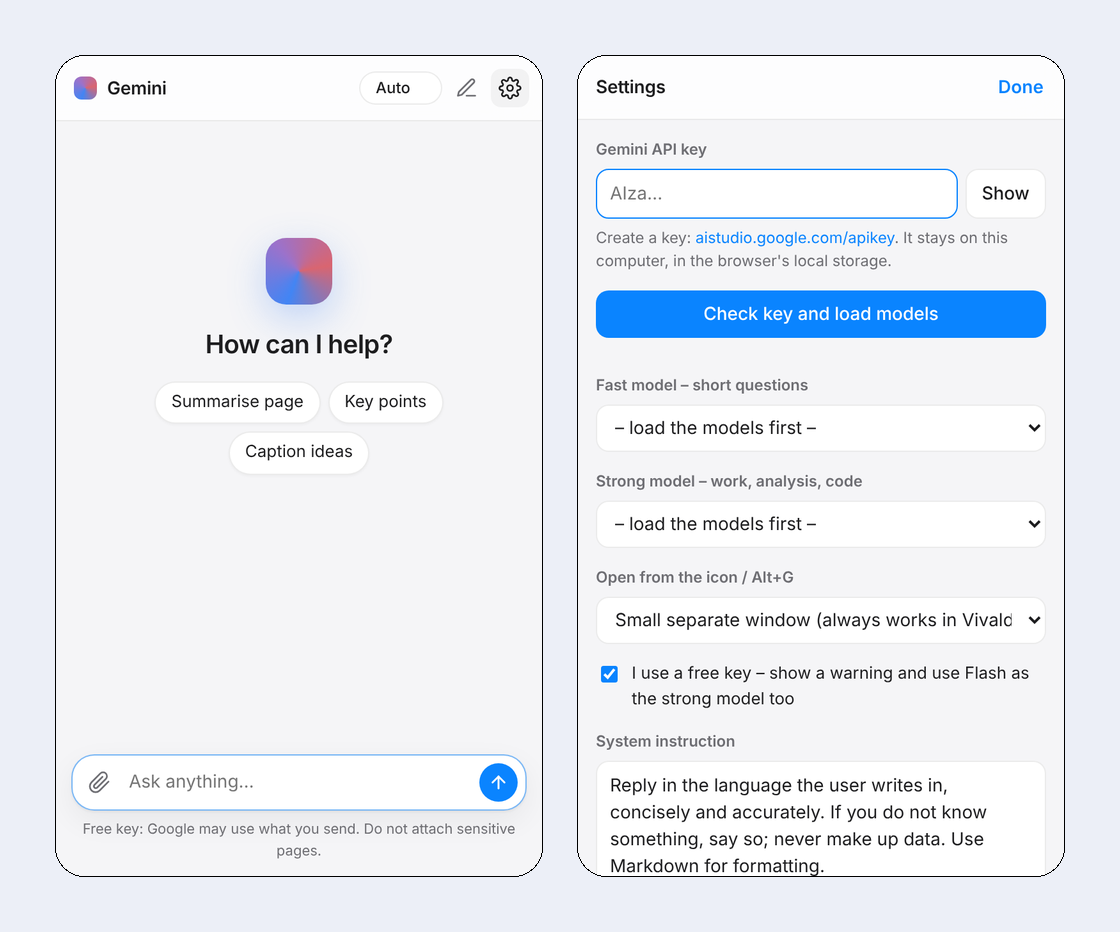 Gemini
Auto
How can I help?
Summarise page
Key points
Caption ideas
Ask anything...
Free key: Google may use what you send. Do not attach sensitive
pages.
Settings
Done
Gemini API key
AIza...
Show
Create a key: aistudio.google.com/apikey. It stays on this
computer, in the browser's local storage.
Check key and load models
Fast model – short questions
– load the models first –
Strong model – work, analysis, code
– load the models first –
Open from the icon / Alt+G
Small separate window (always works in Vivald
I use a free key – show a warning and use Flash as
the strong model too
System instruction
Reply in the language the user writes in,
concisely and accurately. If you do not know
something, say so; never make up data. Use
Markdown for formatting.